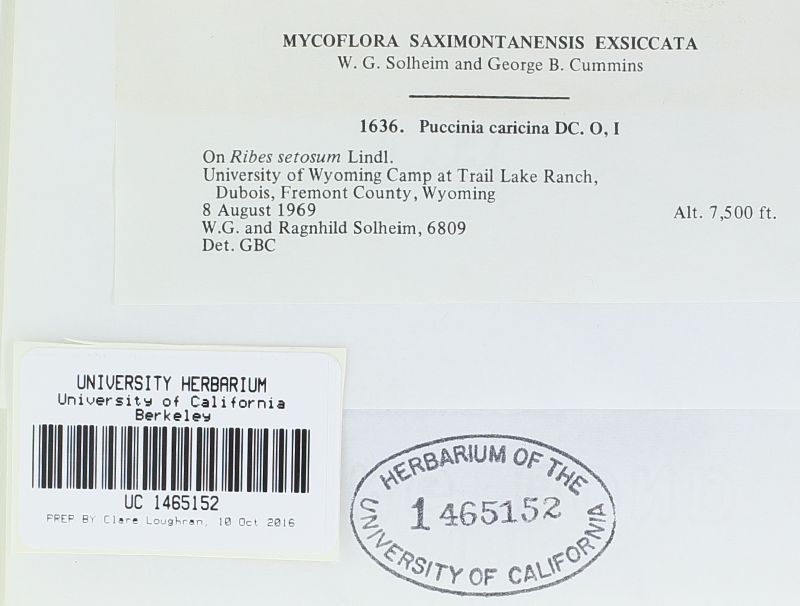 MYCOFLORA SAXIMONTANENSIS EXSICCATA
W. G. Solheim and George B. Cummins
1636. Puccinia caricina DC. O, I
On Ribes setosum Lindl.
University of Wyoming Camp at Trail Lake Ranch,
Dubois, Fremont County, Wyoming
8 August 1969 Alt. 7,500 ft.
W.G. and Ragnhild Solheim, 6809
Det. GBC
UNIVERSITY HERBARIUM
University of California
Berkeley
UC 1465152
PREP BY Clare Loughran, 10 Oct 2016
HERBARIUM OF THE
1465152
UNIVERSITY OF CALIFORNIA